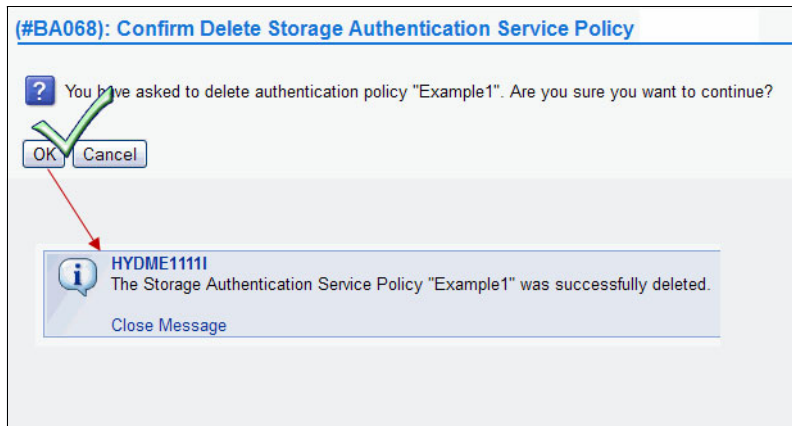 (#BA068): Confirm Delete Storage Authentication Service Policy
You have asked to delete authentication policy "Example1". Are you sure you want to continue?
OK Cancel
HYDME1111I
The Storage Authentication Service Policy "Example1" was successfully deleted.
Close Message